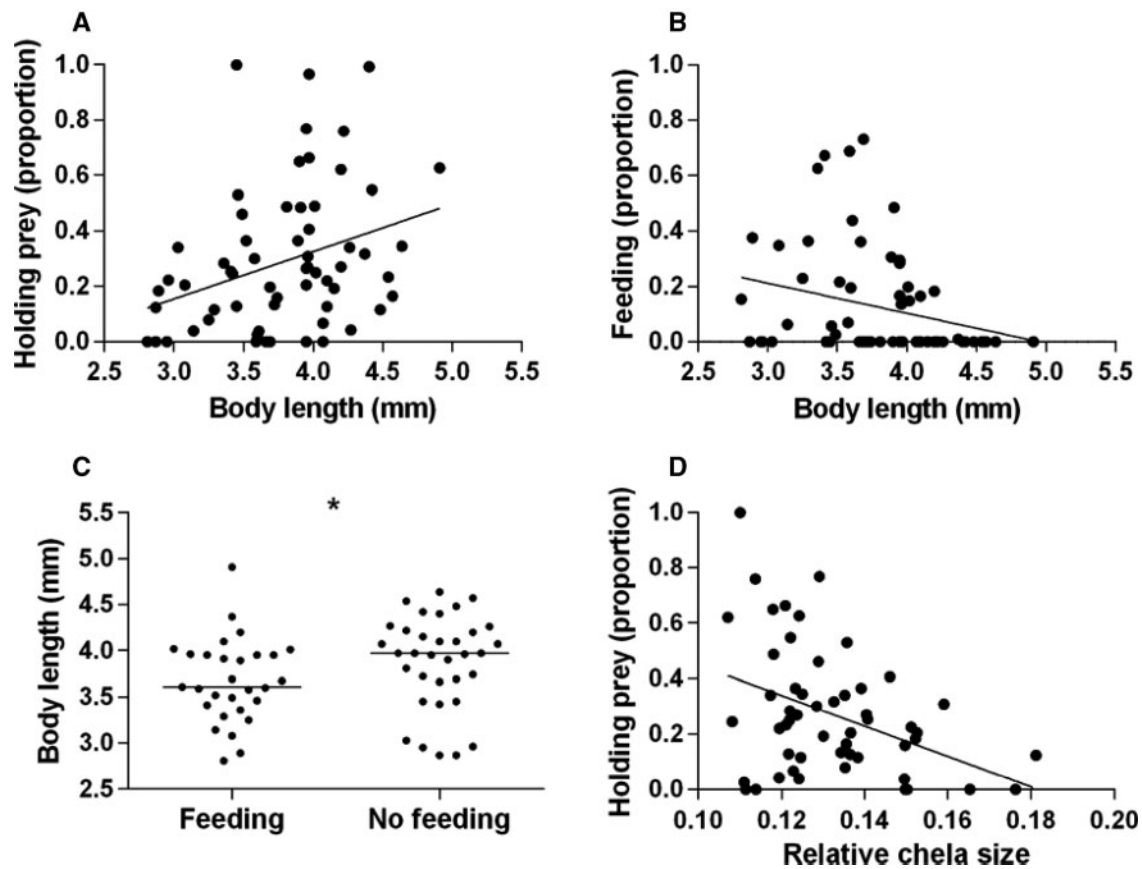 A
Holding prey (proportion)
1.0
0.8
0.6
0.4
0.2
0.0
2.5 3.0 3.5 4.0 4.5 5.0 5.5
Body length (mm)
B
Feeding (proportion)
1.0
0.8
0.6
0.4
0.2
0.0
2.5 3.0 3.5 4.0 4.5 5.0 5.5
Body length (mm)
C
Body length (mm)
*
5.5
5.0
4.5
4.0
3.5
3.0
2.5
Feeding No feeding
D
Holding prey (proportion)
1.0
0.8
0.6
0.4
0.2
0.0
0.10 0.12 0.14 0.16 0.18 0.20
Relative chela size